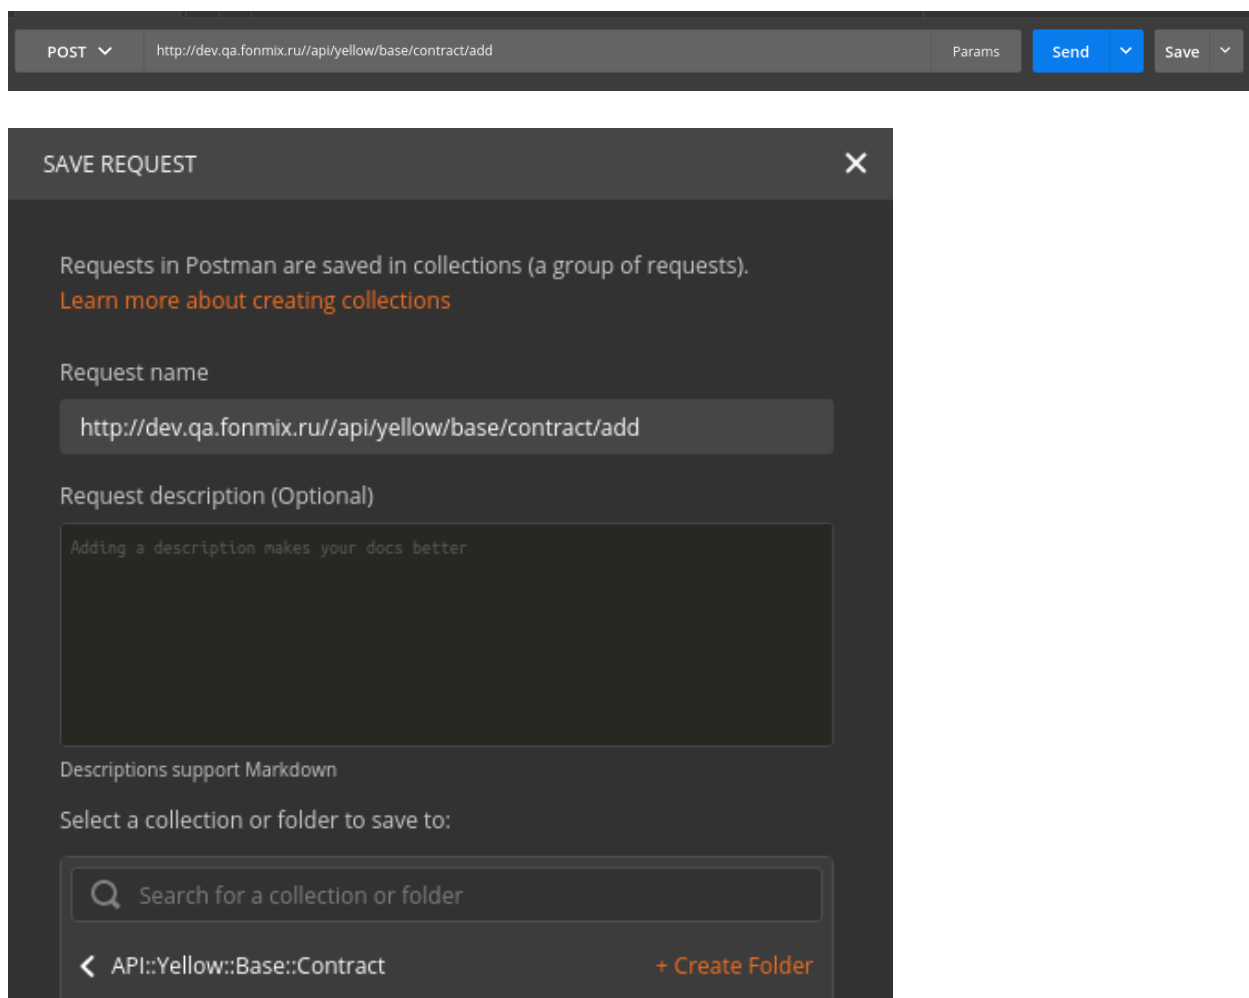 POST http://dev.qa.fonmix.ru//api/yellow/base/contract/add Params Send Save
SAVE REQUEST
Requests in Postman are saved in collections (a group of requests).
Learn more about creating collections
Request name
http://dev.qa.fonmix.ru//api/yellow/base/contract/add
Request description (Optional)
Adding a description makes your docs better
Descriptions support Markdown
Select a collection or folder to save to:
Search for a collection or folder
API::Yellow::Base::Contract + Create Folder